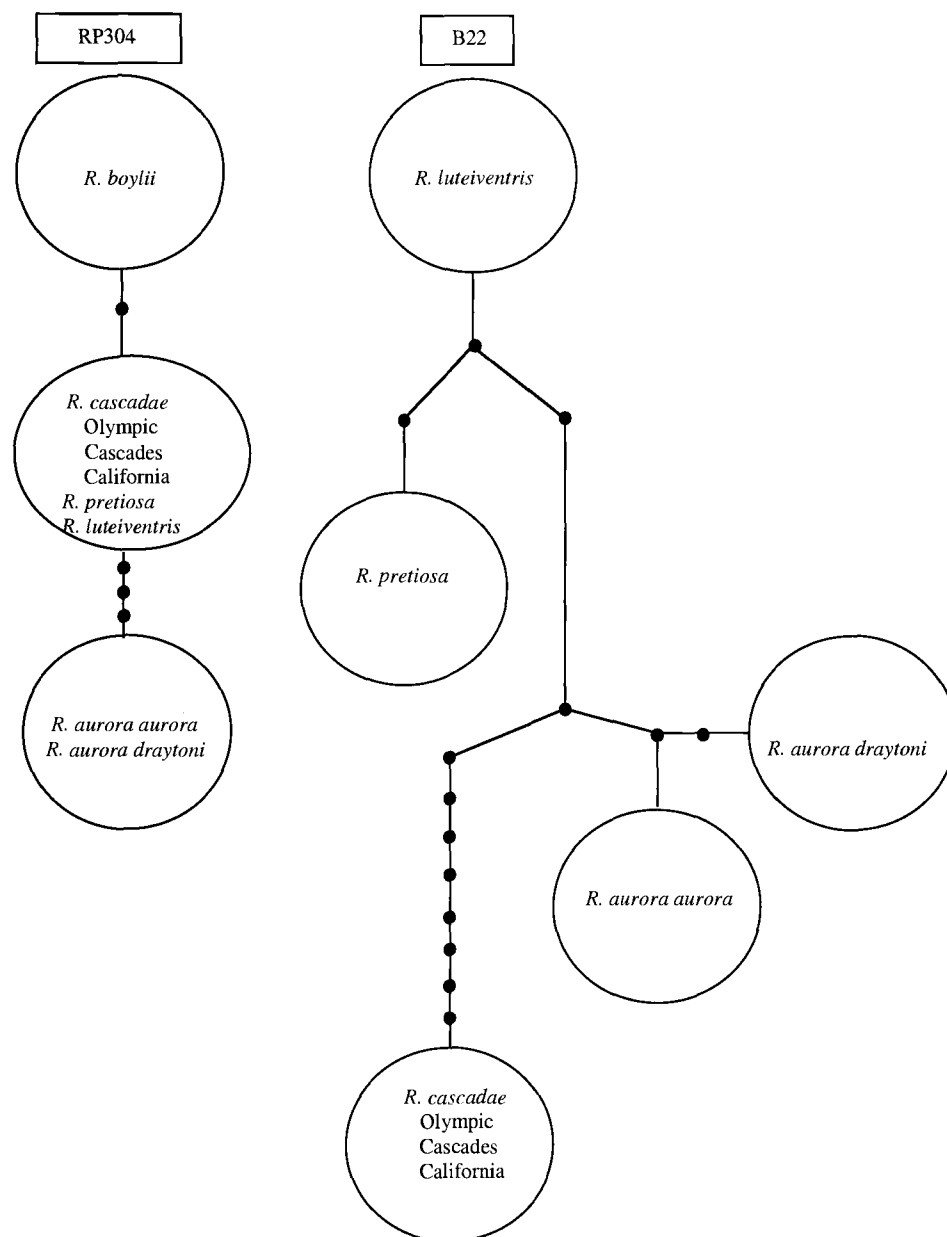 RP304
R. boylii
R. cascadae
Olympic
Cascades
California
R. pretiosa
R. luteiventris
R. aurora aurora
R. aurora draytoni
B22
R. luteiventris
R. pretiosa
R. aurora draytoni
R. aurora aurora
R. cascadae
Olympic
Cascades
California